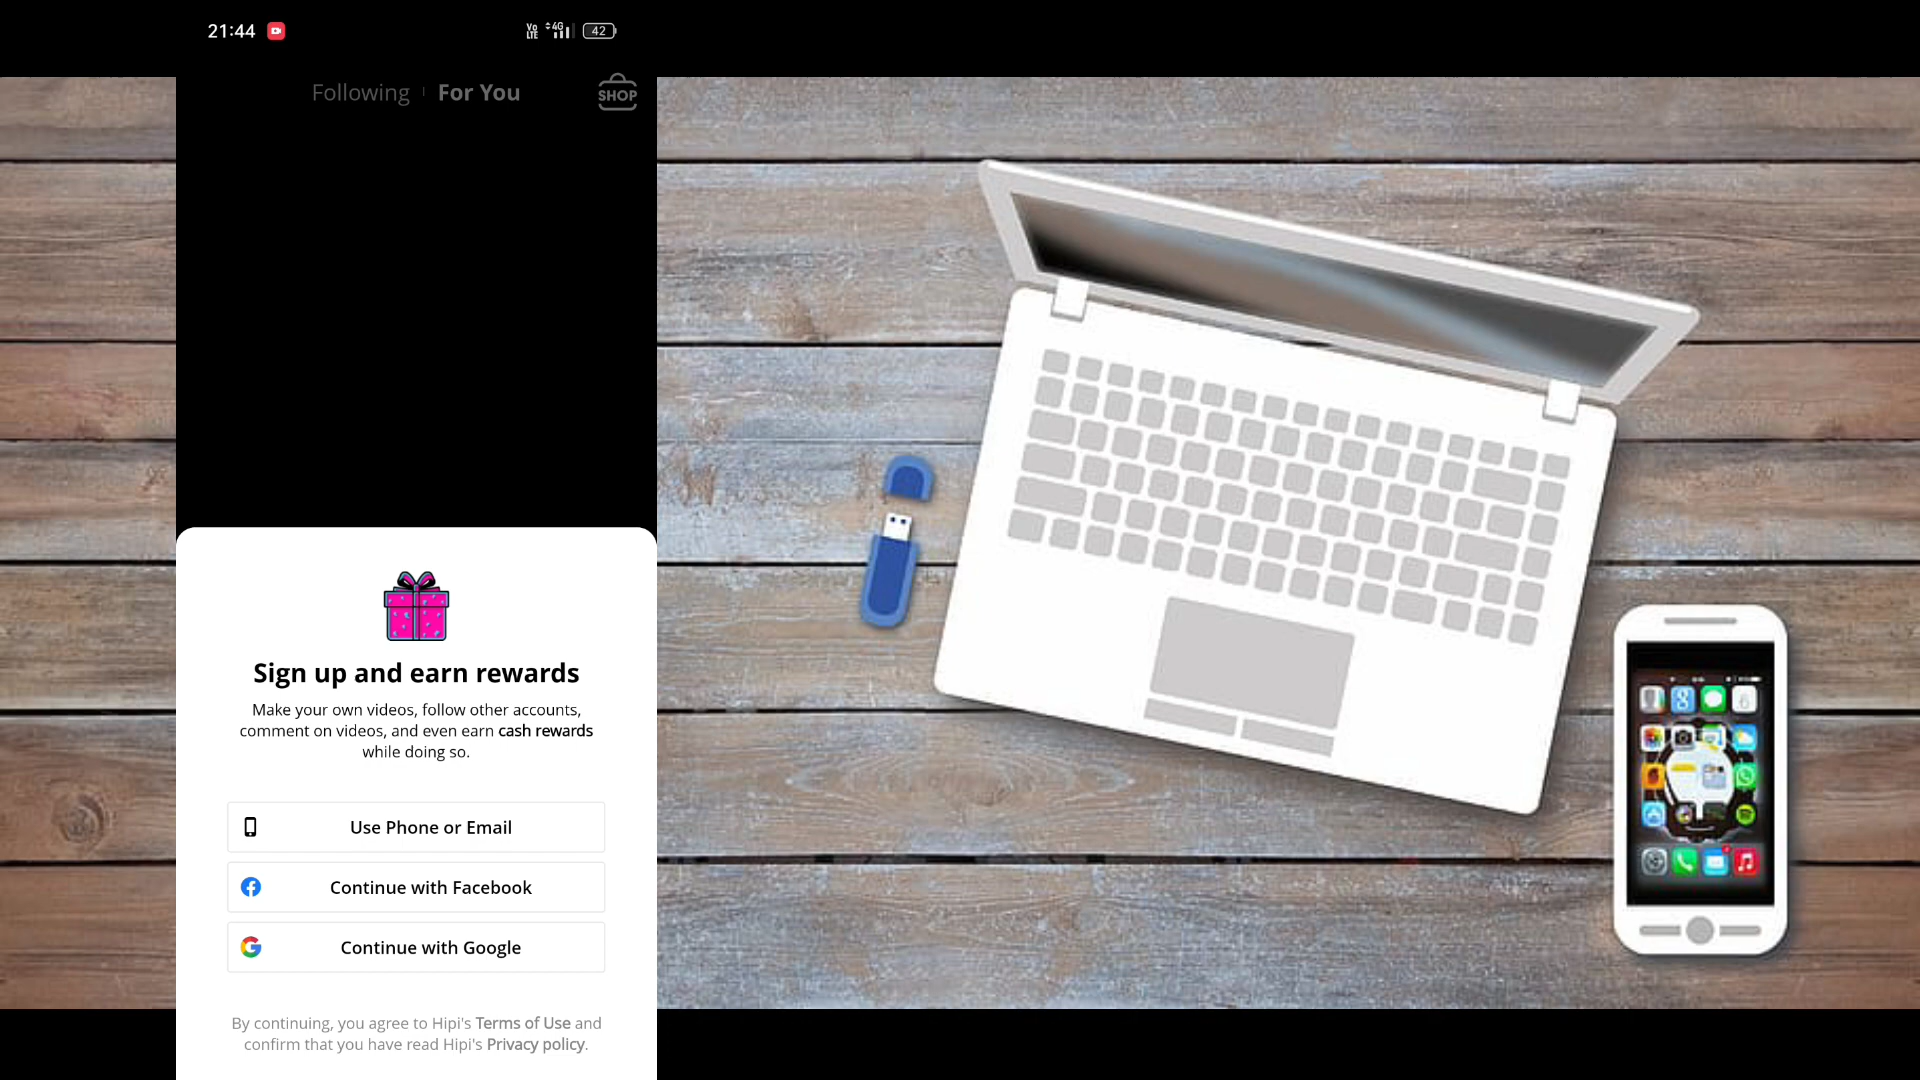 21:44
Vo
LTE
4G
42
Following
For You
SHOP
Sign up and earn rewards
Make your own videos, follow other accounts,
comment on videos, and even earn cash rewards
while doing so.
Use Phone or Email
Continue with Facebook
Continue with Google
By continuing, you agree to Hipi's Terms of Use and
confirm that you have read Hipi's Privacy policy.